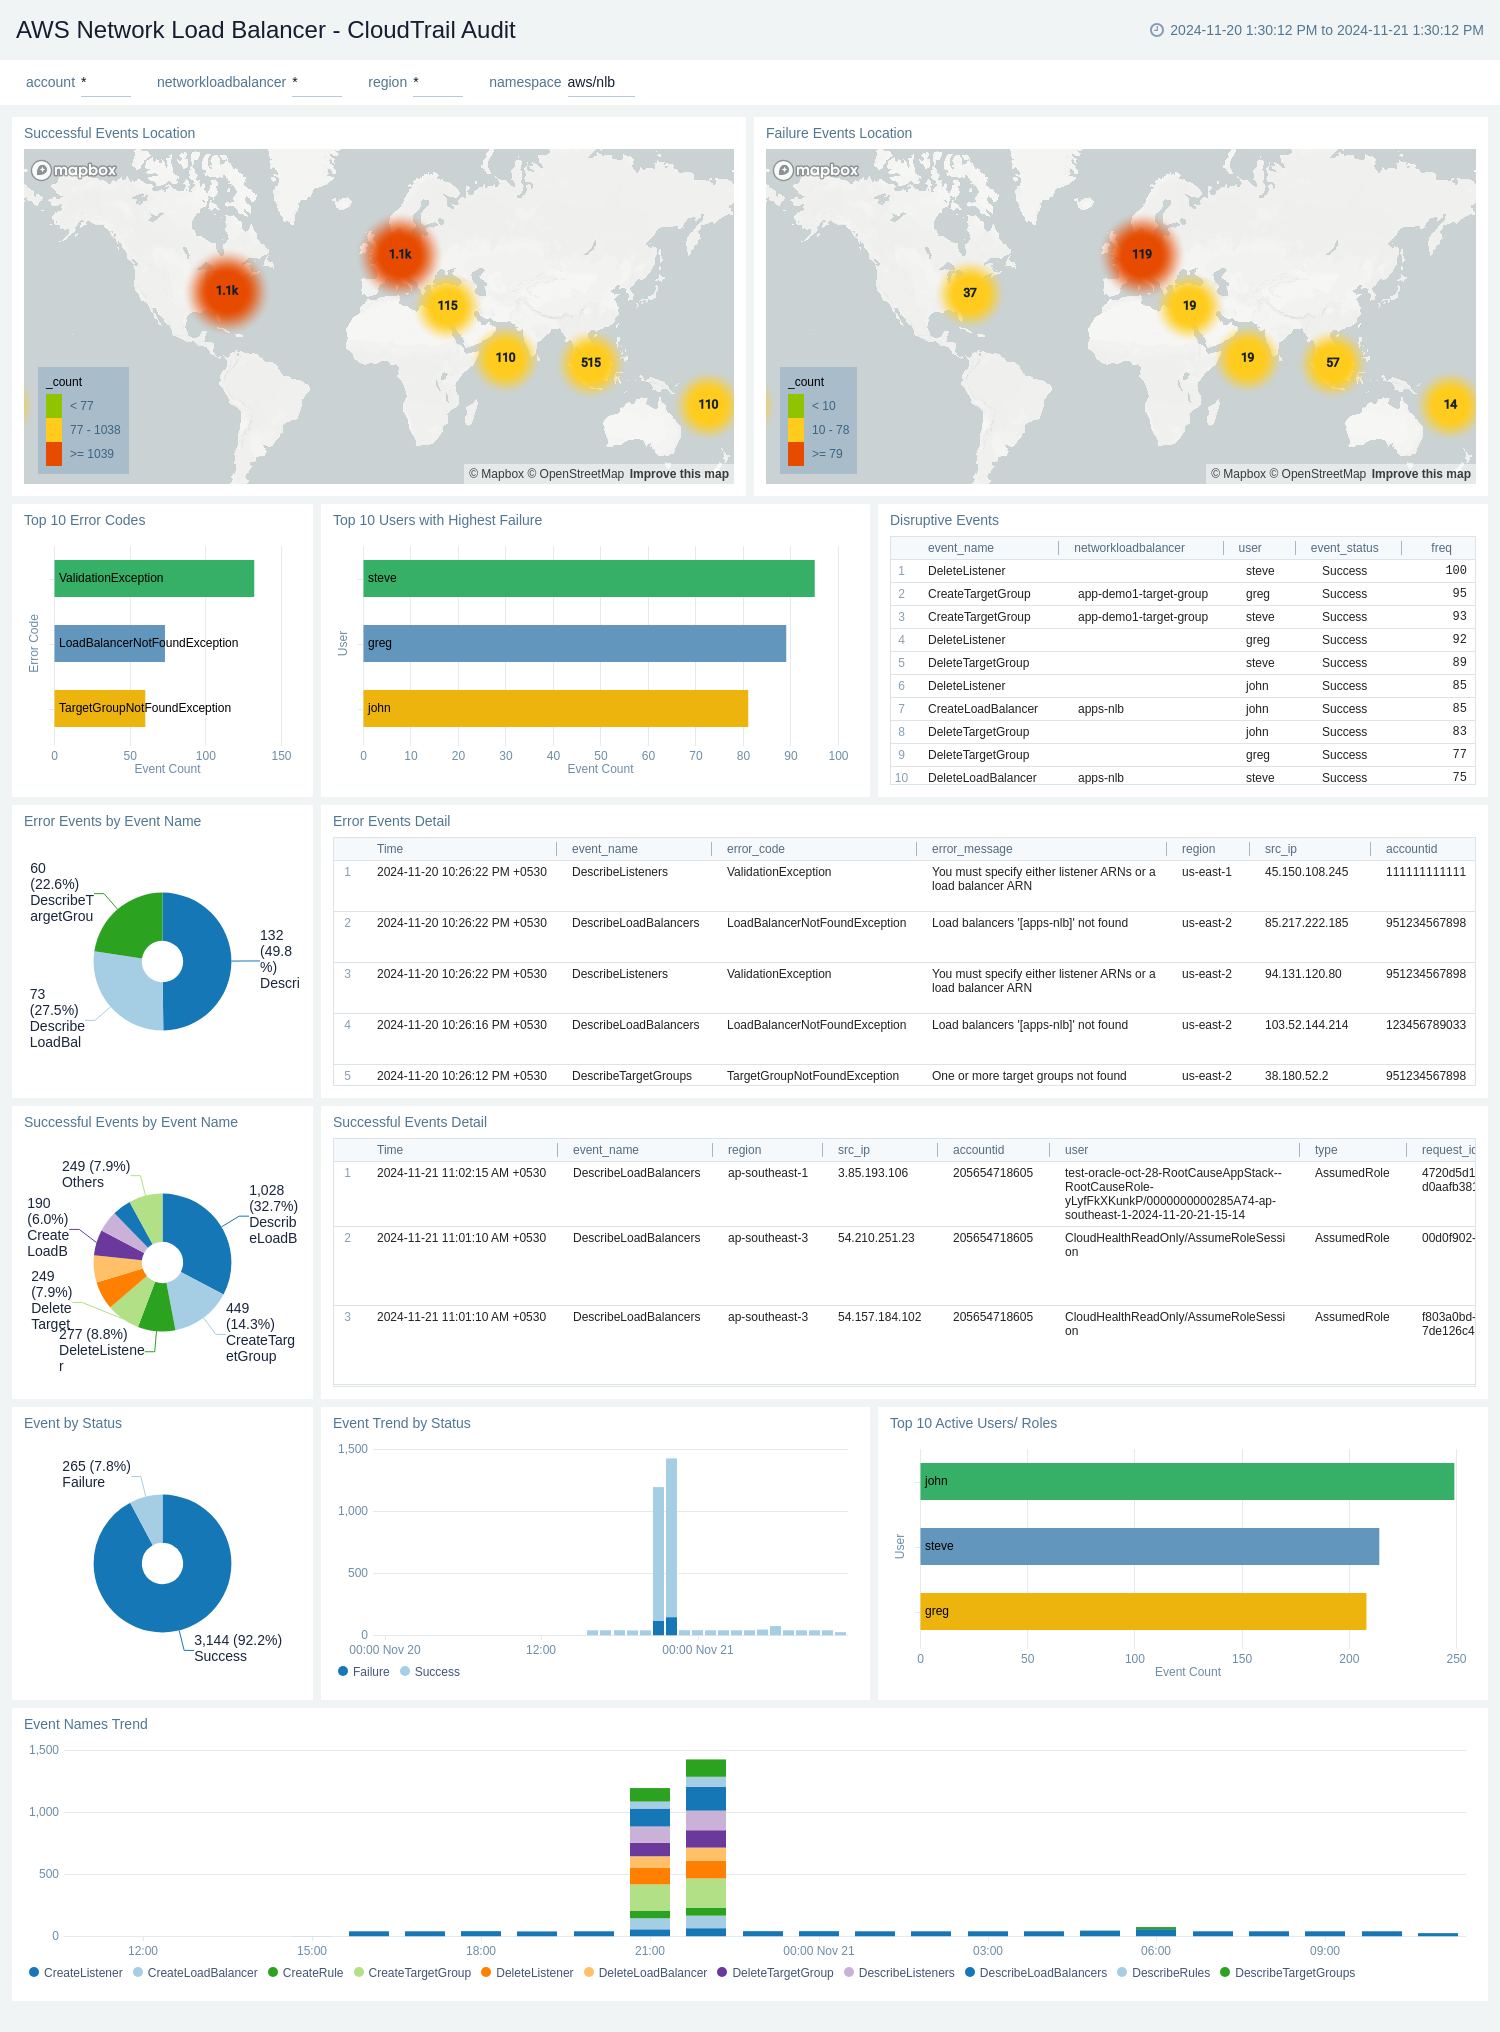 AWS Network Load Balancer - CloudTrail Audit
2024-11-20 1:30:12 PM to 2024-11-21 1:30:12 PM
account * networkloadbalancer * region * namespace aws/nlb
Successful Events Location
mapbox
1.1k
1.1k
115
110
515
110
_count
< 77
77 - 1038
>= 1039
© Mapbox © OpenStreetMap Improve this map
Failure Events Location
mapbox
119
37
19
19
57
14
_count
< 10
10 - 78
>= 79
© Mapbox © OpenStreetMap Improve this map
Top 10 Error Codes
Error Code
ValidationException
LoadBalancerNotFoundException
TargetGroupNotFoundException
0 50 100 150
Event Count
Top 10 Users with Highest Failure
User
steve
greg
john
0 10 20 30 40 50 60 70 80 90 100
Event Count
Disruptive Events
event_name networkloadbalancer user event_status freq
1 DeleteListener steve Success 100
2 CreateTargetGroup app-demo1-target-group greg Success 95
3 CreateTargetGroup app-demo1-target-group steve Success 93
4 DeleteListener greg Success 92
5 DeleteTargetGroup steve Success 89
6 DeleteListener john Success 85
7 CreateLoadBalancer apps-nlb john Success 85
8 DeleteTargetGroup john Success 83
9 DeleteTargetGroup greg Success 77
10 DeleteLoadBalancer apps-nlb steve Success 75
Error Events by Event Name
60
(22.6%)
DescribeT
argetGrou
132
(49.8
%)
Descri
73
(27.5%)
Describe
LoadBal
Error Events Detail
Time event_name error_code error_message region src_ip accountid
1 2024-11-20 10:26:22 PM +0530 DescribeListeners ValidationException You must specify either listener ARNs or a us-east-1 45.150.108.245 111111111111
load balancer ARN
2 2024-11-20 10:26:22 PM +0530 DescribeLoadBalancers LoadBalancerNotFoundException Load balancers '[apps-nlb]' not found us-east-2 85.217.222.185 951234567898
3 2024-11-20 10:26:22 PM +0530 DescribeListeners ValidationException You must specify either listener ARNs or a us-east-2 94.131.120.80 951234567898
load balancer ARN
4 2024-11-20 10:26:16 PM +0530 DescribeLoadBalancers LoadBalancerNotFoundException Load balancers '[apps-nlb]' not found us-east-2 103.52.144.214 123456789033
5 2024-11-20 10:26:12 PM +0530 DescribeTargetGroups TargetGroupNotFoundException One or more target groups not found us-east-2 38.180.52.2 951234567898
Successful Events by Event Name
249 (7.9%)
Others
190
(6.0%)
Create
LoadB
249
(7.9%)
Delete
Target
277 (8.8%)
DeleteListene
r
1,028
(32.7%)
Describ
eLoadB
449
(14.3%)
CreateTarg
etGroup
Successful Events Detail
Time event_name region src_ip accountid user type request_id
1 2024-11-21 11:02:15 AM +0530 DescribeLoadBalancers ap-southeast-1 3.85.193.106 205654718605 test-oracle-oct-28-RootCauseAppStack-- AssumedRole 4720d5d1
RootCauseRole- d0aafb381
yLyfFkXKunkP/0000000000285A74-ap-
southeast-1-2024-11-20-21-15-14
2 2024-11-21 11:01:10 AM +0530 DescribeLoadBalancers ap-southeast-3 54.210.251.23 205654718605 CloudHealthReadOnly/AssumeRoleSessi AssumedRole 00d0f902-
on
3 2024-11-21 11:01:10 AM +0530 DescribeLoadBalancers ap-southeast-3 54.157.184.102 205654718605 CloudHealthReadOnly/AssumeRoleSessi AssumedRole f803a0bd-
on 7de126c4
Event by Status
265 (7.8%)
Failure
3,144 (92.2%)
Success
Event Trend by Status
1,500
1,000
500
0
00:00 Nov 20 12:00 00:00 Nov 21
Failure Success
Top 10 Active Users/ Roles
User
john
steve
greg
0 50 100 150 200 250
Event Count
Event Names Trend
1,500
1,000
500
0
12:00 15:00 18:00 21:00 00:00 Nov 21 03:00 06:00 09:00
CreateListener CreateLoadBalancer CreateRule CreateTargetGroup DeleteListener DeleteLoadBalancer DeleteTargetGroup DescribeListeners DescribeLoadBalancers DescribeRules DescribeTargetGroups